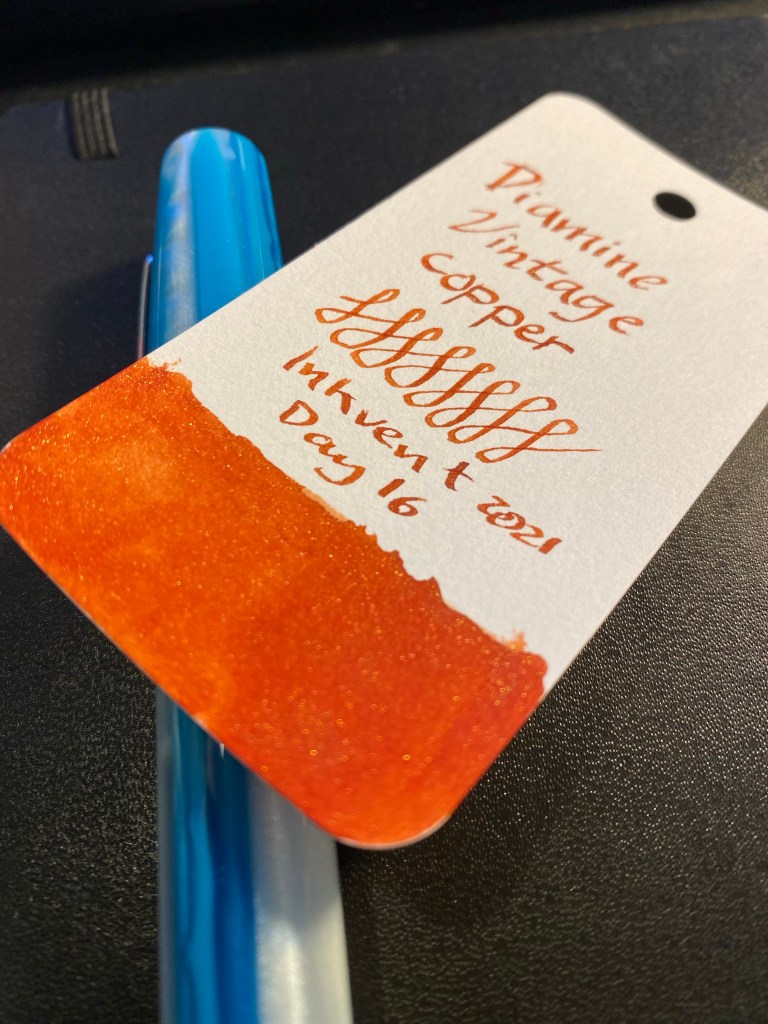 Diamine
Vintage
copper
Inkvent 2021
Day 16